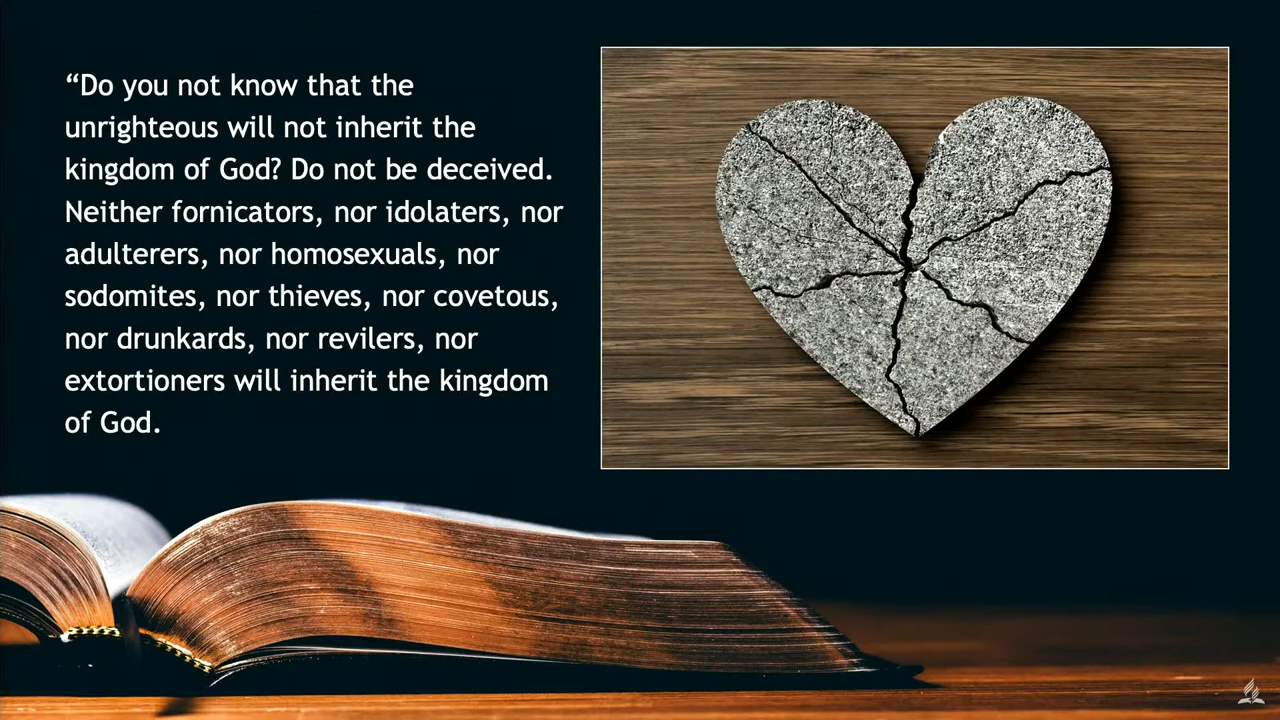 “Do you not know that the
unrighteous will not inherit the
kingdom of God? Do not be deceived.
Neither fornicators, nor idolaters, nor
adulterers, nor homosexuals, nor
sodomites, nor thieves, nor covetous,
nor drunkards, nor revilers, nor
extortioners will inherit the kingdom
of God.